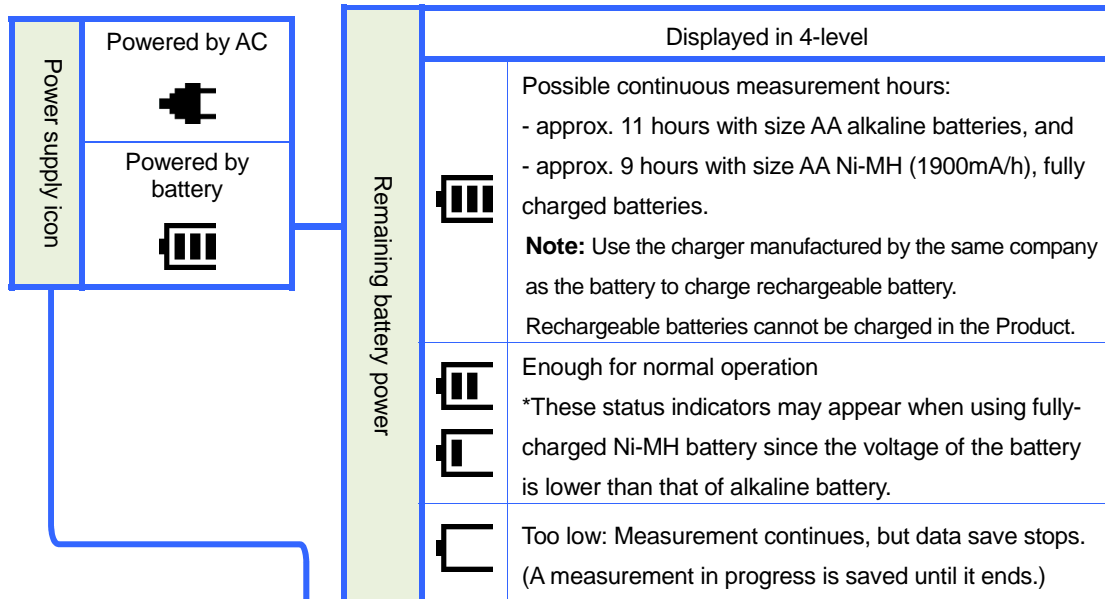 Power supply icon
Powered by AC
Powered by
battery
Remaining battery power
Displayed in 4-level
Possible continuous measurement hours:
- approx. 11 hours with size AA alkaline batteries, and
- approx. 9 hours with size AA Ni-MH (1900mA/h), fully
charged batteries.
Note: Use the charger manufactured by the same company
as the battery to charge rechargeable battery.
Rechargeable batteries cannot be charged in the Product.
Enough for normal operation
*These status indicators may appear when using fully-
charged Ni-MH battery since the voltage of the battery
is lower than that of alkaline battery.
Too low: Measurement continues, but data save stops.
(A measurement in progress is saved until it ends.)